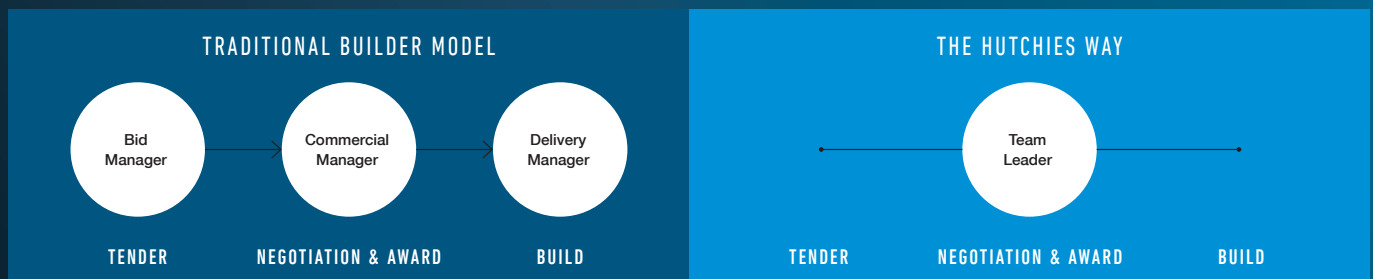 TRADITIONAL BUILDER MODEL
Bid
Manager
Commercial
Manager
Delivery
Manager
TENDER
NEGOTIATION & AWARD
BUILD
THE HUTCHIES WAY
Team
Leader
TENDER
NEGOTIATION & AWARD
BUILD